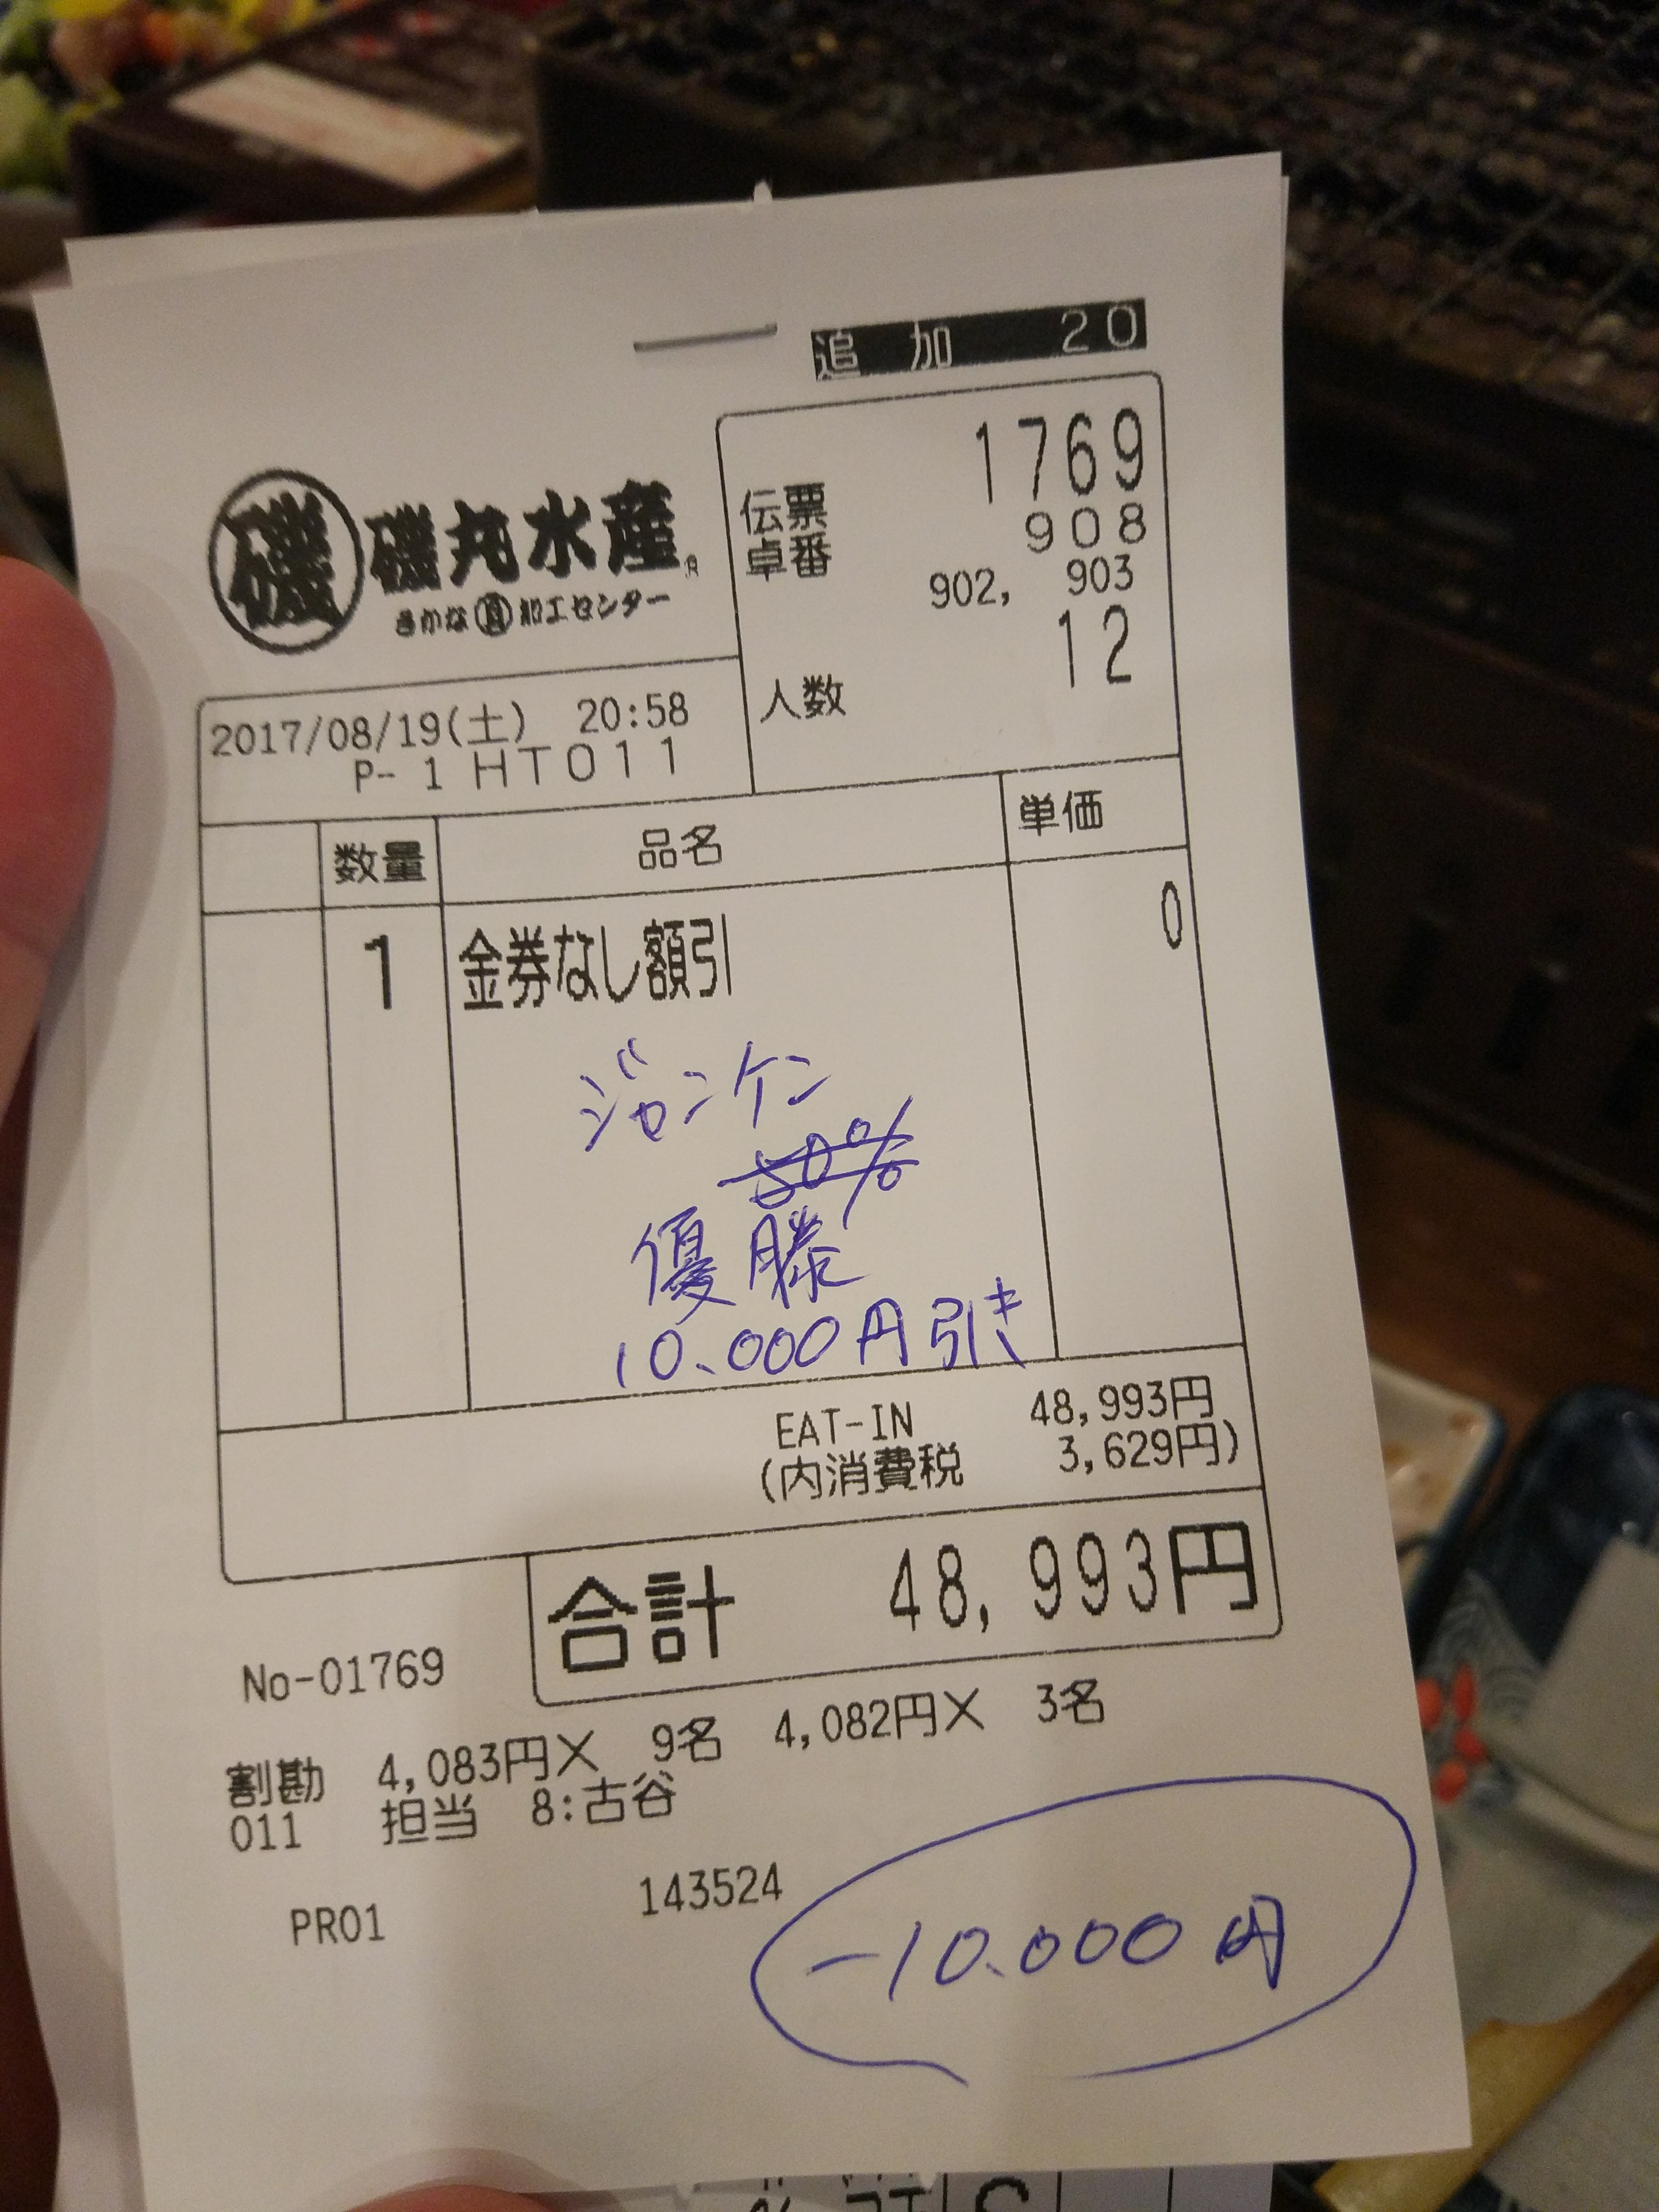 追加 20
磯 磯丸水産
さかな 加工センター
伝票 1769
卓番 908
902, 903
人数 12
2017/08/19(土) 20:58
P- 1 HT011
数量 品名 単価
1 金券なし額引 0
ジャンケン
50%
優勝
10.000円引き
EAT-IN 48,993円
(内消費税 3,629円)
合計 48,993円
No-01769
割勘 4,083円× 9名 4,082円× 3名
011 担当 8:古谷
PR01 143524
-10.000円